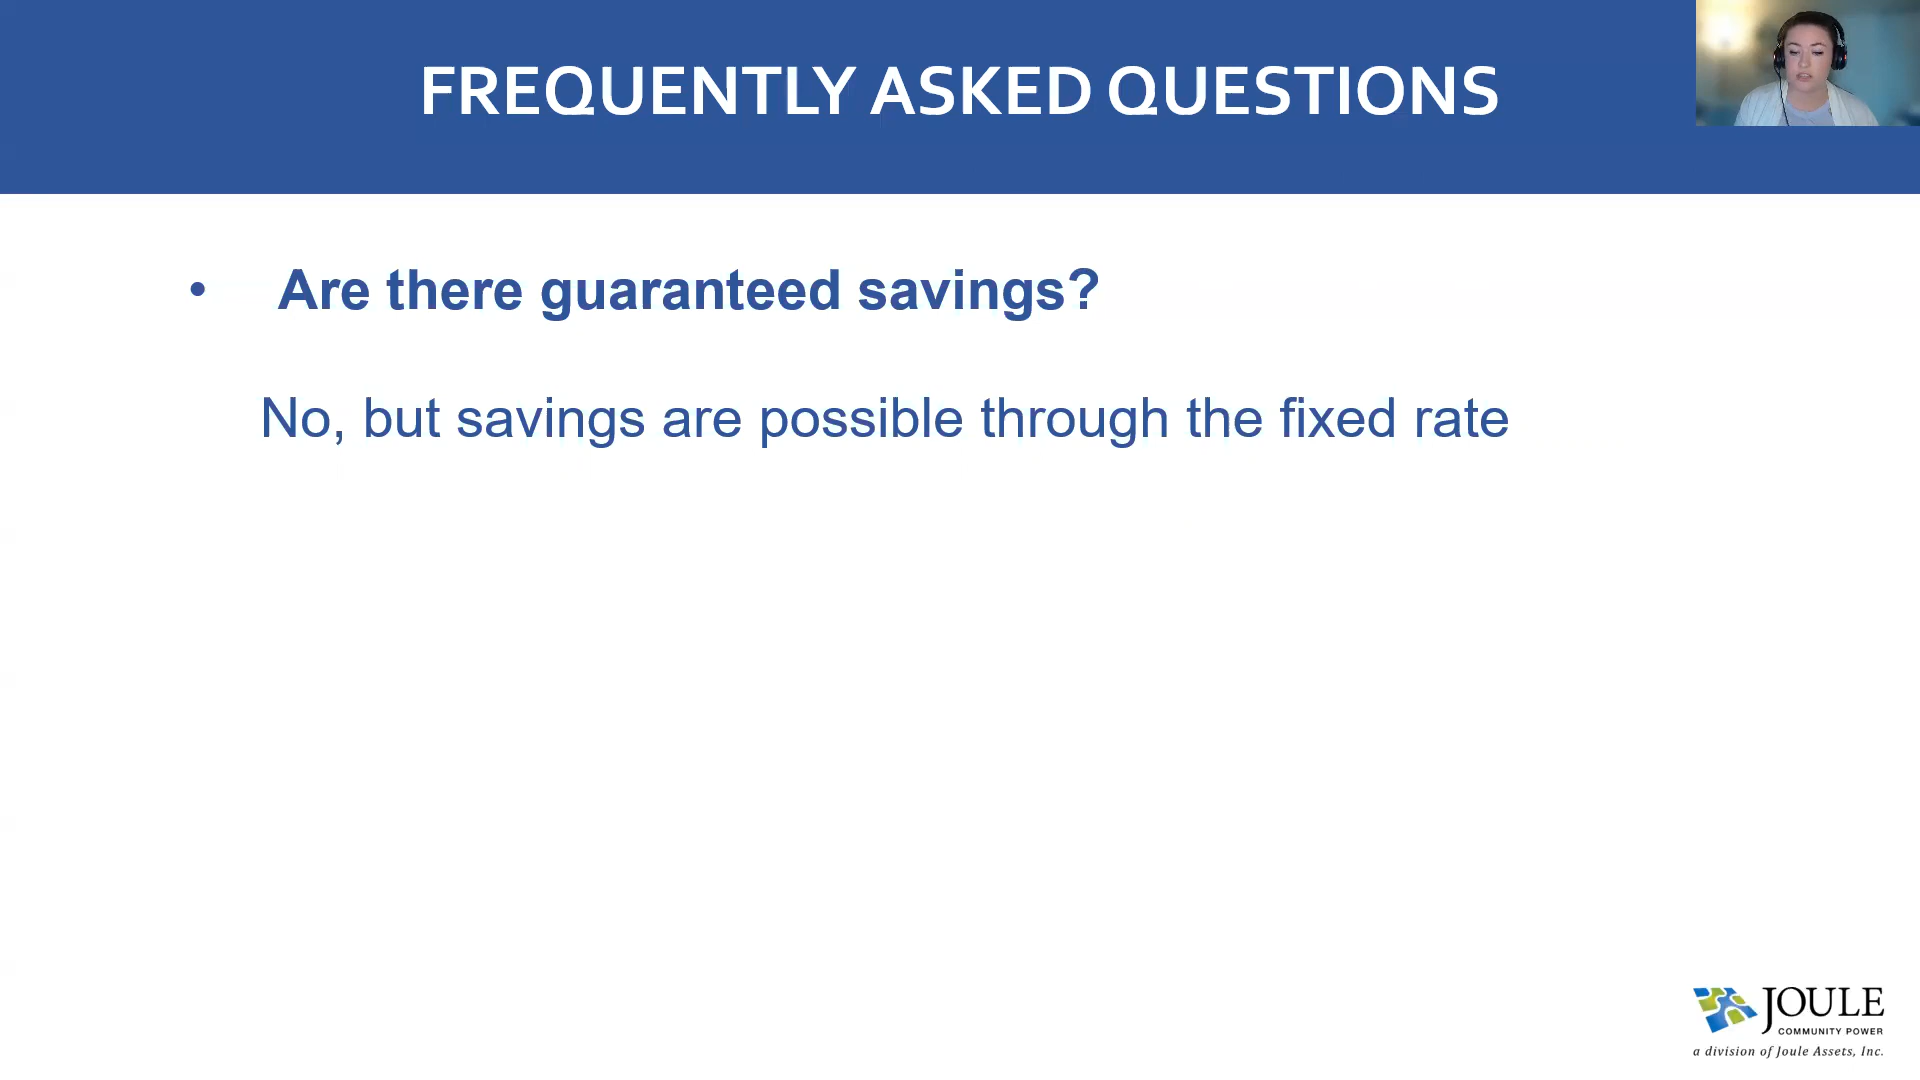 FREQUENTLY ASKED QUESTIONS
• Are there guaranteed savings?
No, but savings are possible through the fixed rate
JOULE
COMMUNITY POWER
a division of Joule Assets, Inc.